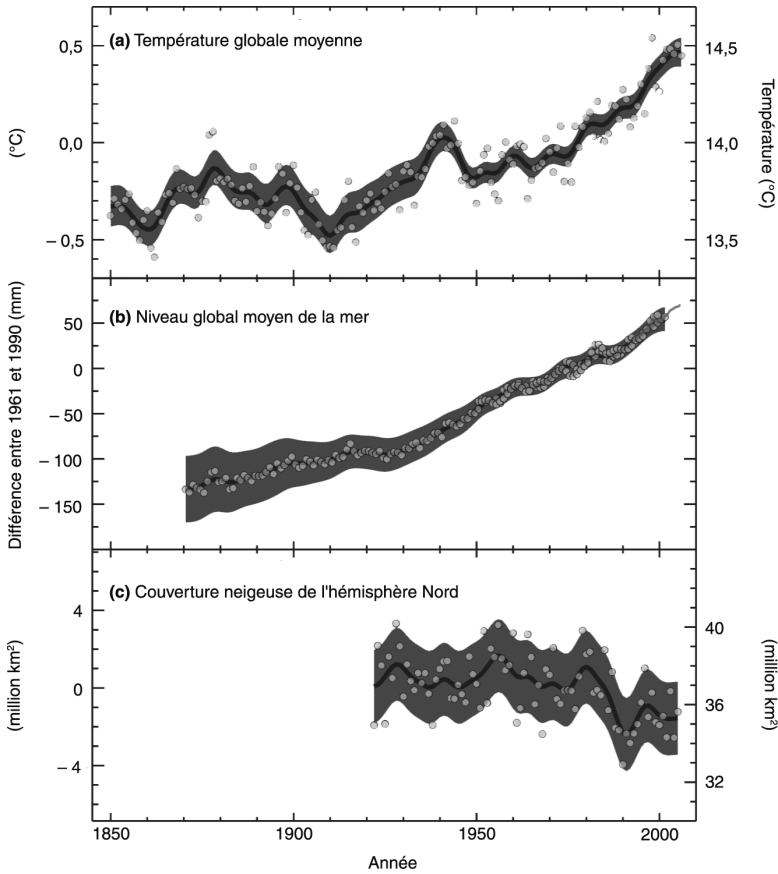 (a) Température globale moyenne
0,5
0,0
– 0,5
(°C)
14,5
14,0
13,5
Température (°C)
(b) Niveau global moyen de la mer
50
0
– 50
– 100
– 150
Différence entre 1961 et 1990 (mm)
(c) Couverture neigeuse de l'hémisphère Nord
4
0
– 4
(million km²)
40
36
32
(million km²)
1850
1900
1950
2000
Année